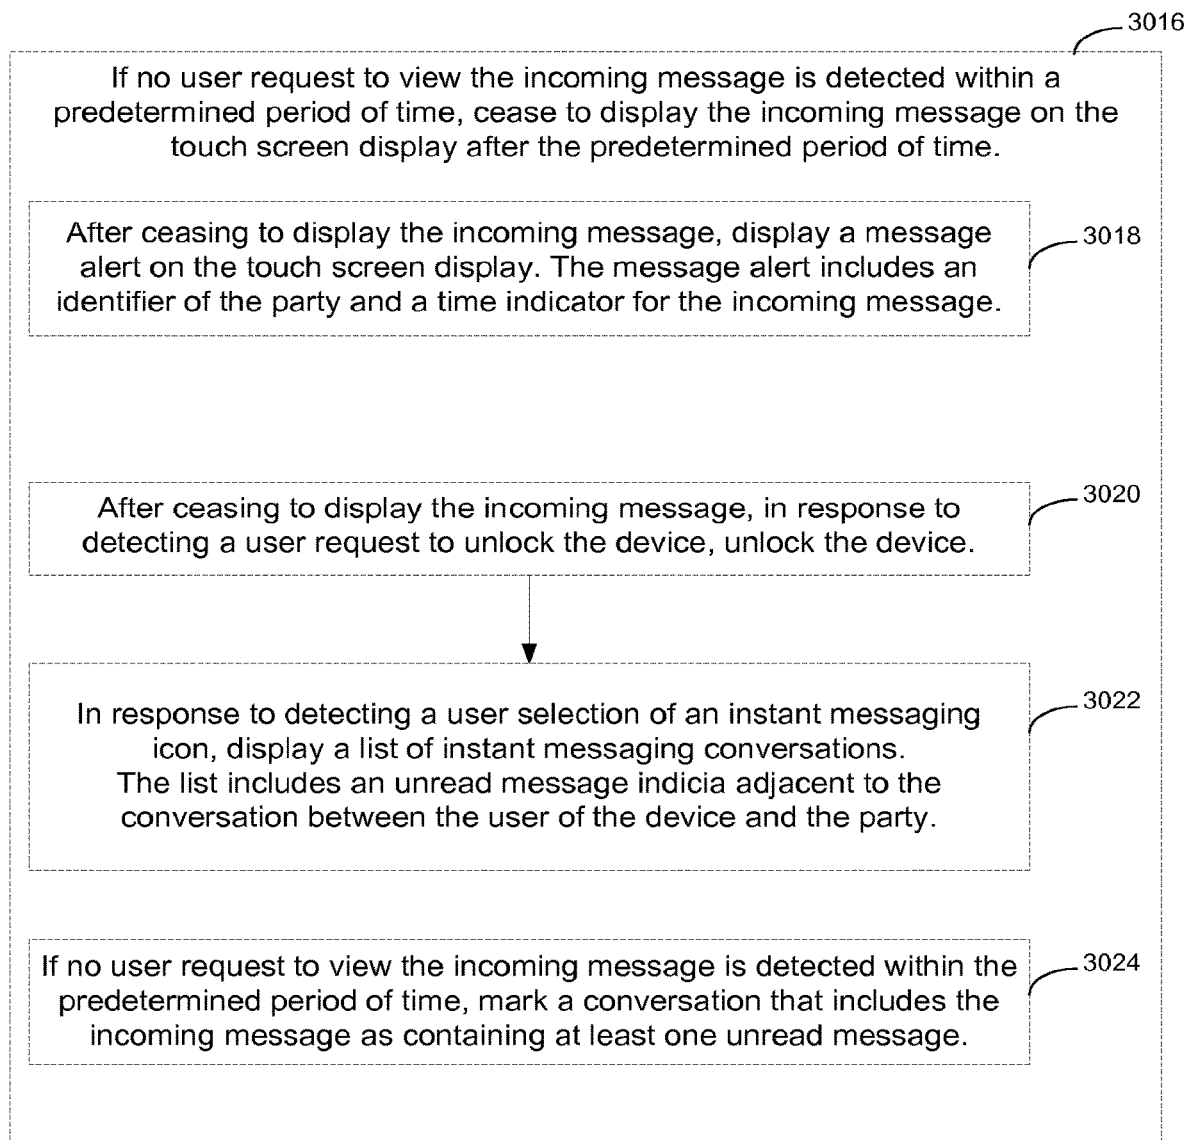 3016
If no user request to view the incoming message is detected within a
predetermined period of time, cease to display the incoming message on the
touch screen display after the predetermined period of time.
After ceasing to display the incoming message, display a message
alert on the touch screen display. The message alert includes an
identifier of the party and a time indicator for the incoming message.
3018
After ceasing to display the incoming message, in response to
detecting a user request to unlock the device, unlock the device.
3020
In response to detecting a user selection of an instant messaging
icon, display a list of instant messaging conversations.
The list includes an unread message indicia adjacent to the
conversation between the user of the device and the party.
3022
If no user request to view the incoming message is detected within the
predetermined period of time, mark a conversation that includes the
incoming message as containing at least one unread message.
3024